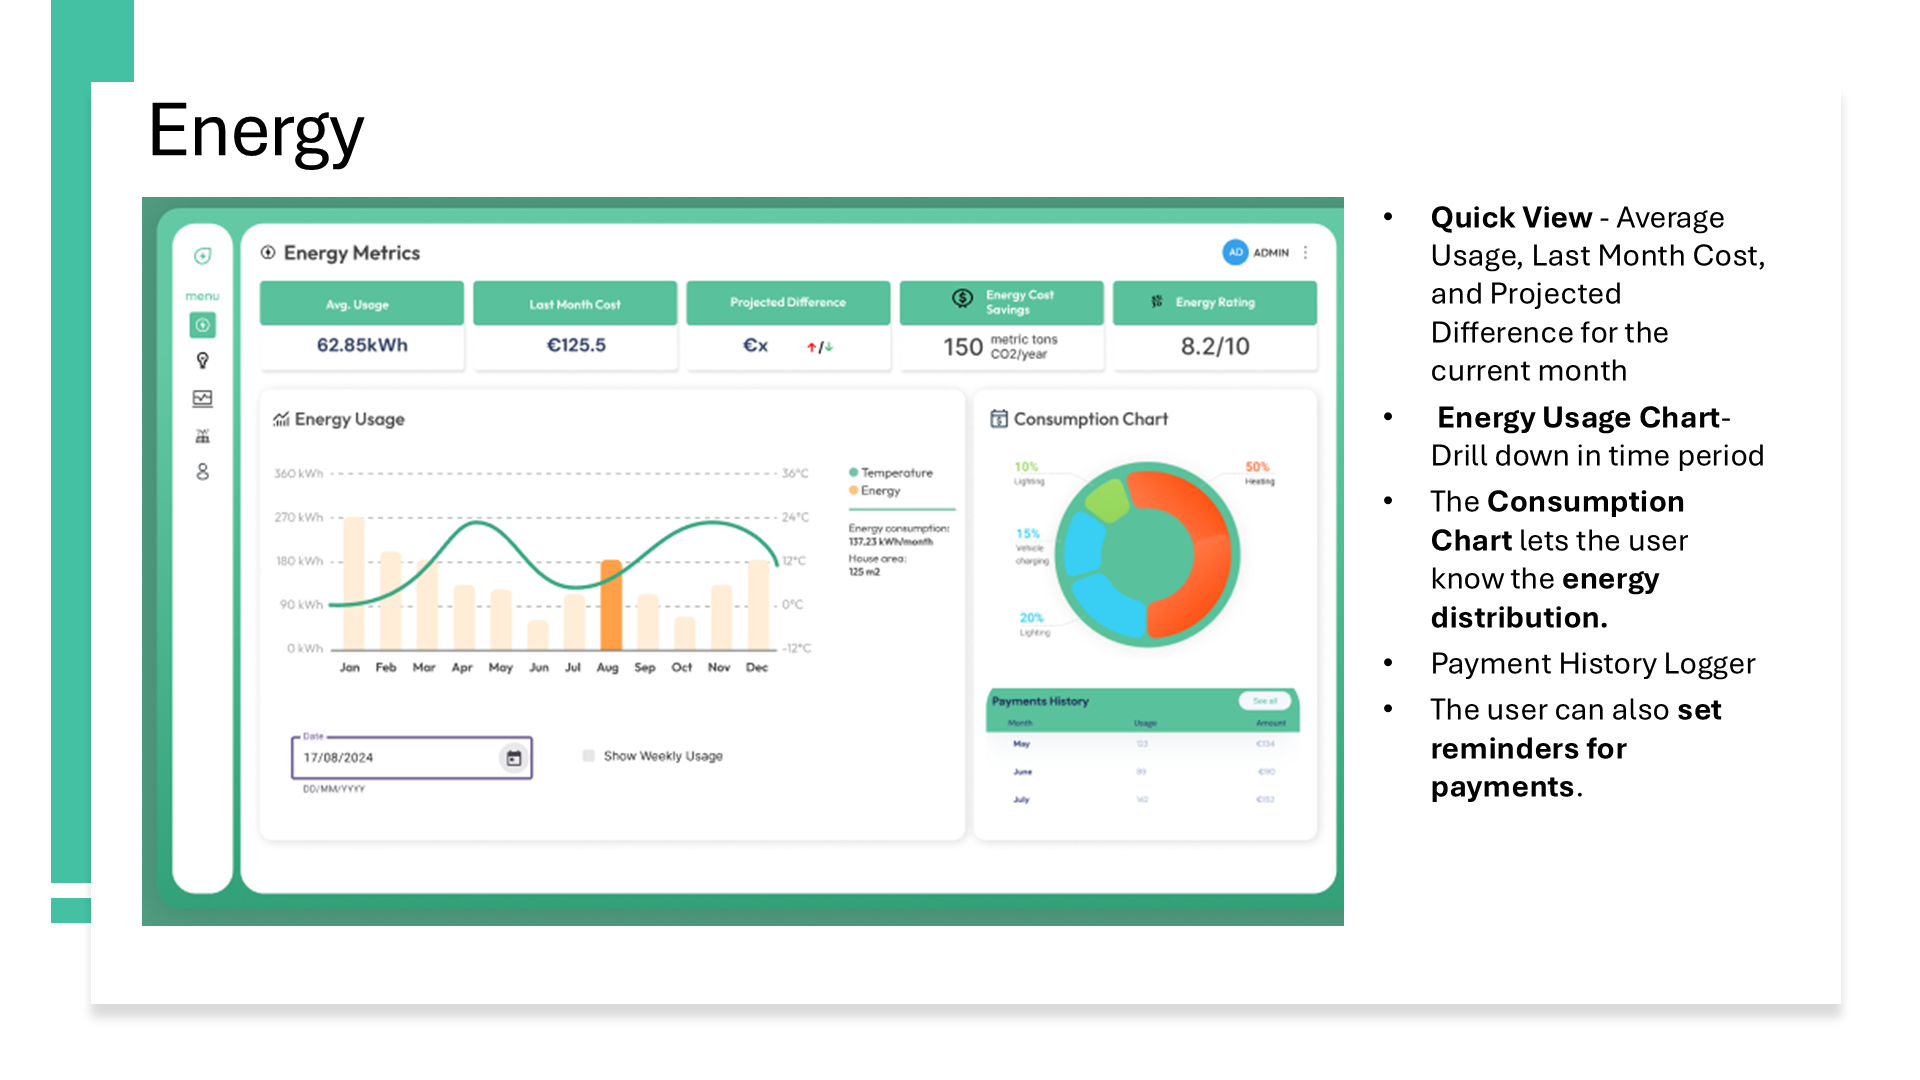 Energy
menu
Energy Metrics
AD ADMIN
Avg. Usage
62.85kWh
Last Month Cost
€125.5
Projected Difference
€x ↑/↓
Energy Cost
Savings
150 metric tons
CO2/year
Energy Rating
8.2/10
Energy Usage
360 kWh
270 kWh
180 kWh
90 kWh
0 kWh
36°C
24°C
12°C
0°C
-12°C
Jan Feb Mar Apr May Jun Jul Aug Sep Oct Nov Dec
Temperature
Energy
Energy consumption:
137.23 kWh/month
House area:
125 m2
Date
17/08/2024
DD/MM/YYYY
Show Weekly Usage
Consumption Chart
10%
Lighting
50%
Heating
15%
Vehicle
charging
20%
Lighting
Payments History See all
Month Usage Amount
May 123 €134
June 89 €90
July 142 €152
• Quick View - Average
Usage, Last Month Cost,
and Projected
Difference for the
current month
• Energy Usage Chart-
Drill down in time period
• The Consumption
Chart lets the user
know the energy
distribution.
• Payment History Logger
• The user can also set
reminders for
payments.